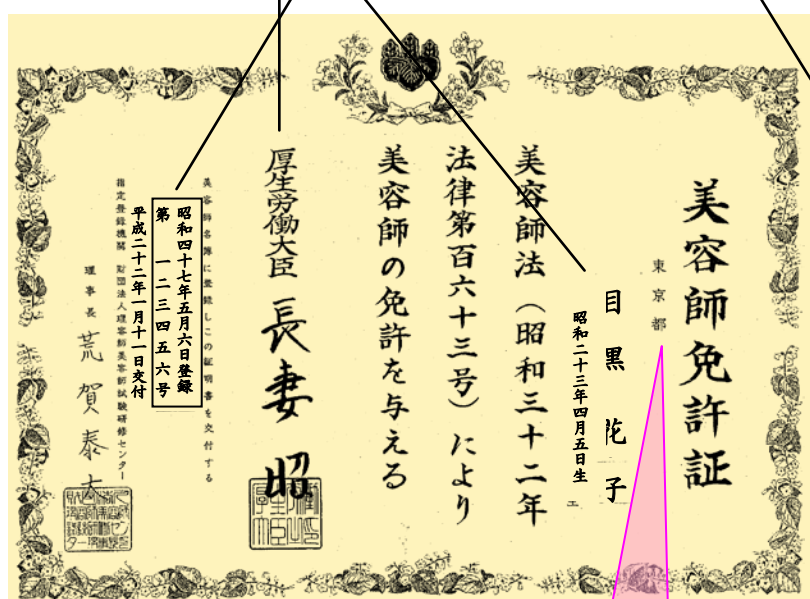 美容師免許証
東京都
目黒花子
昭和二十三年四月五日生
美容師法（昭和三十二年
法律第百六十三号）により
美容師の免許を与える
厚生労働大臣 長妻昭
美容師名簿に登録しこの証明書を交付する
昭和四十七年五月六日登録
第一二三四五六号
平成二十二年一月十一日交付
指定登録機関 財団法人理容師美容師試験研修センター
理事長 荒賀泰太